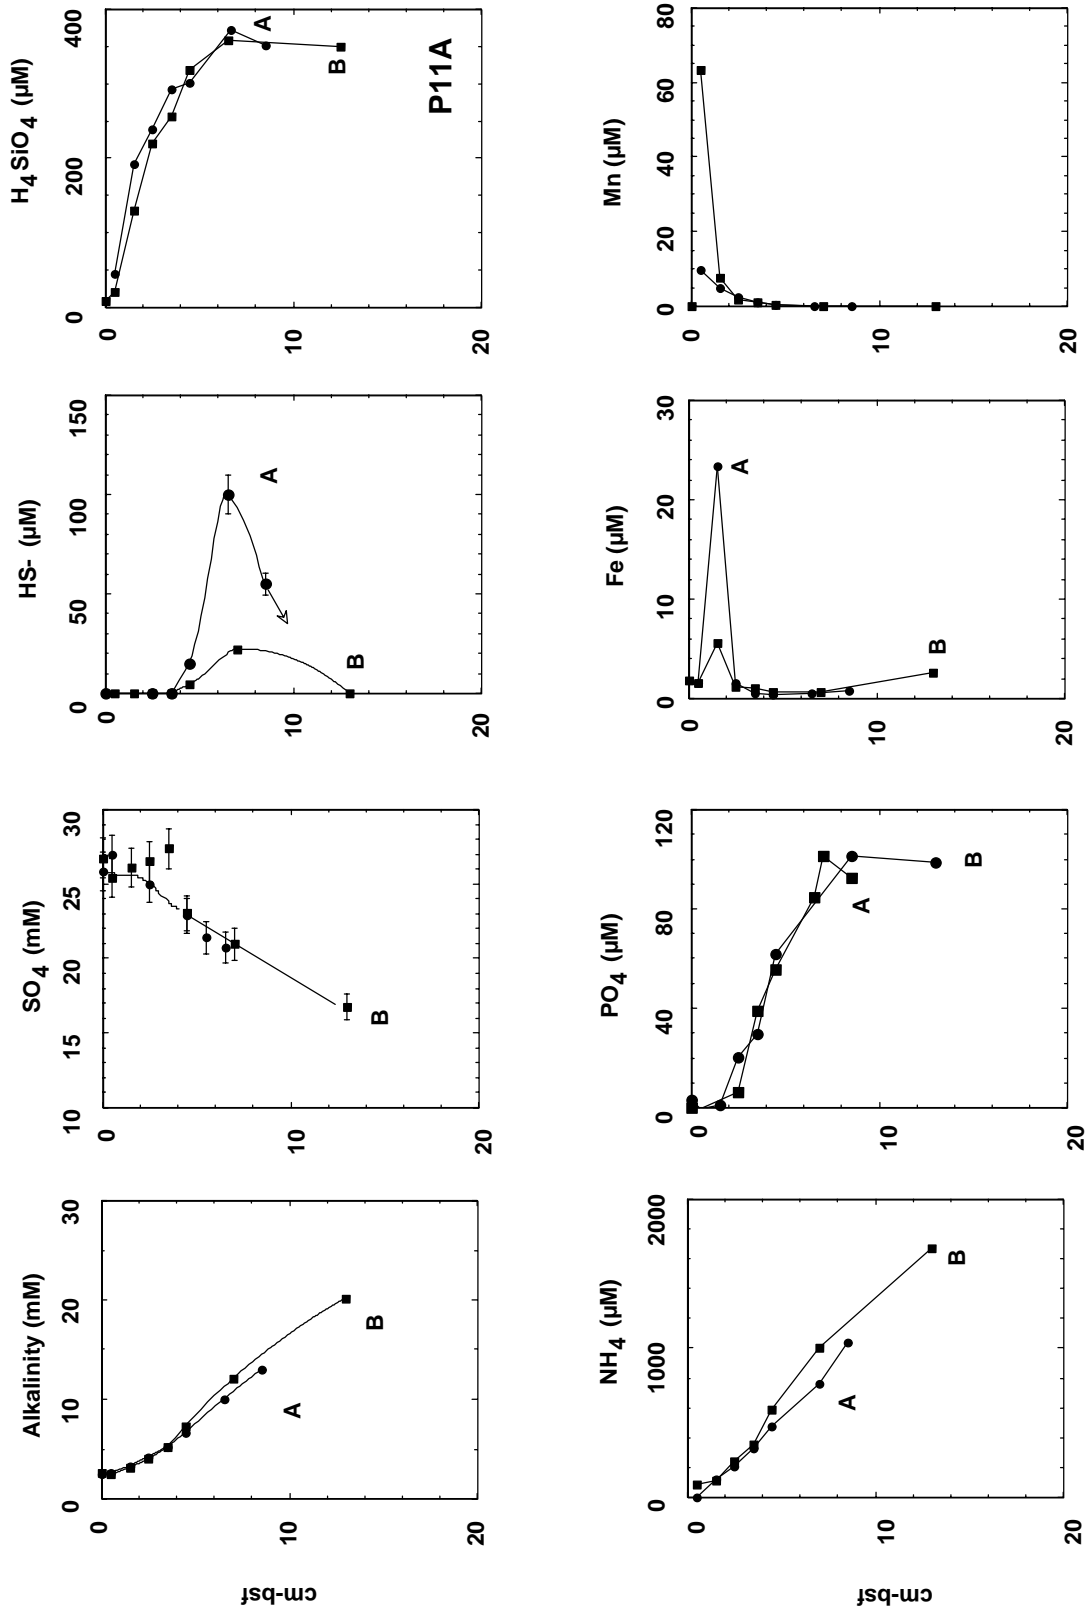 Alkalinity (mM)
0 10 20 30
0
10
20
cm-bsf
A
B
SO4 (mM)
10 15 20 25 30
0
10
20
B
HS- (µM)
0 50 100 150
0
10
20
A
B
H4SiO4 (µM)
0 200 400
0
10
20
A
B
P11A
NH4 (µM)
0 1000 2000
0
10
20
cm-bsf
A
B
PO4 (µM)
0 40 80 120
0
10
20
A
B
Fe (µM)
0 10 20 30
0
10
20
A
B
Mn (µM)
0 20 40 60 80
0
10
20